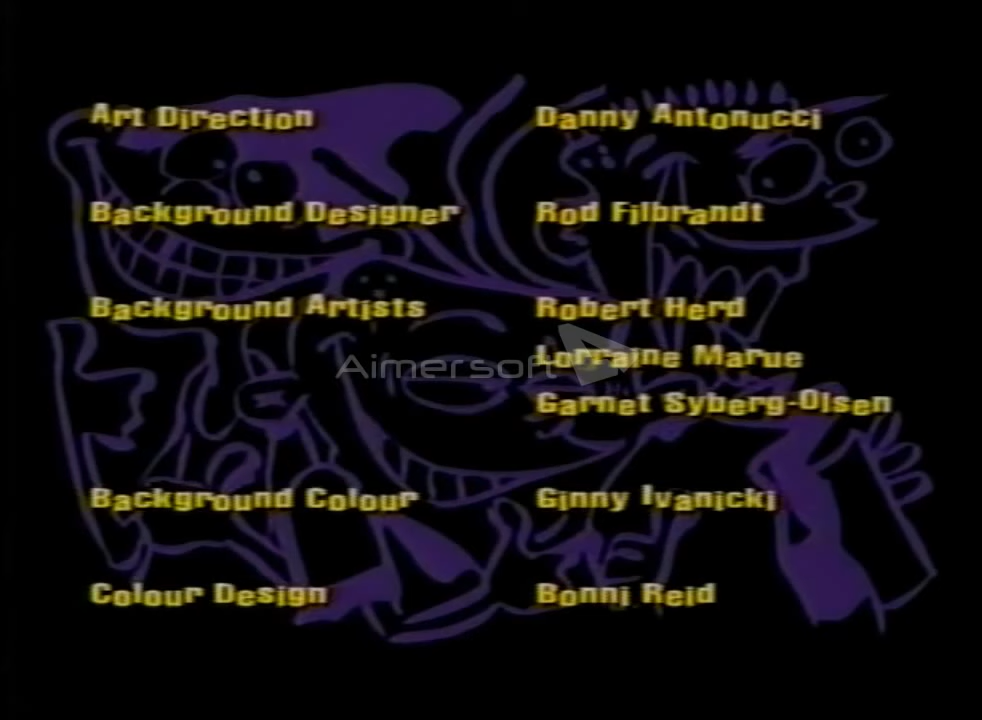 Art Direction Danny Antonucci
Background Designer Rod Filbrandt
Background Artists Robert Herd
Lorraine Marue
Aimersoft
Garnet Syberg-Olsen
Background Colour Ginny Ivanicki
Colour Design Bonni Reid